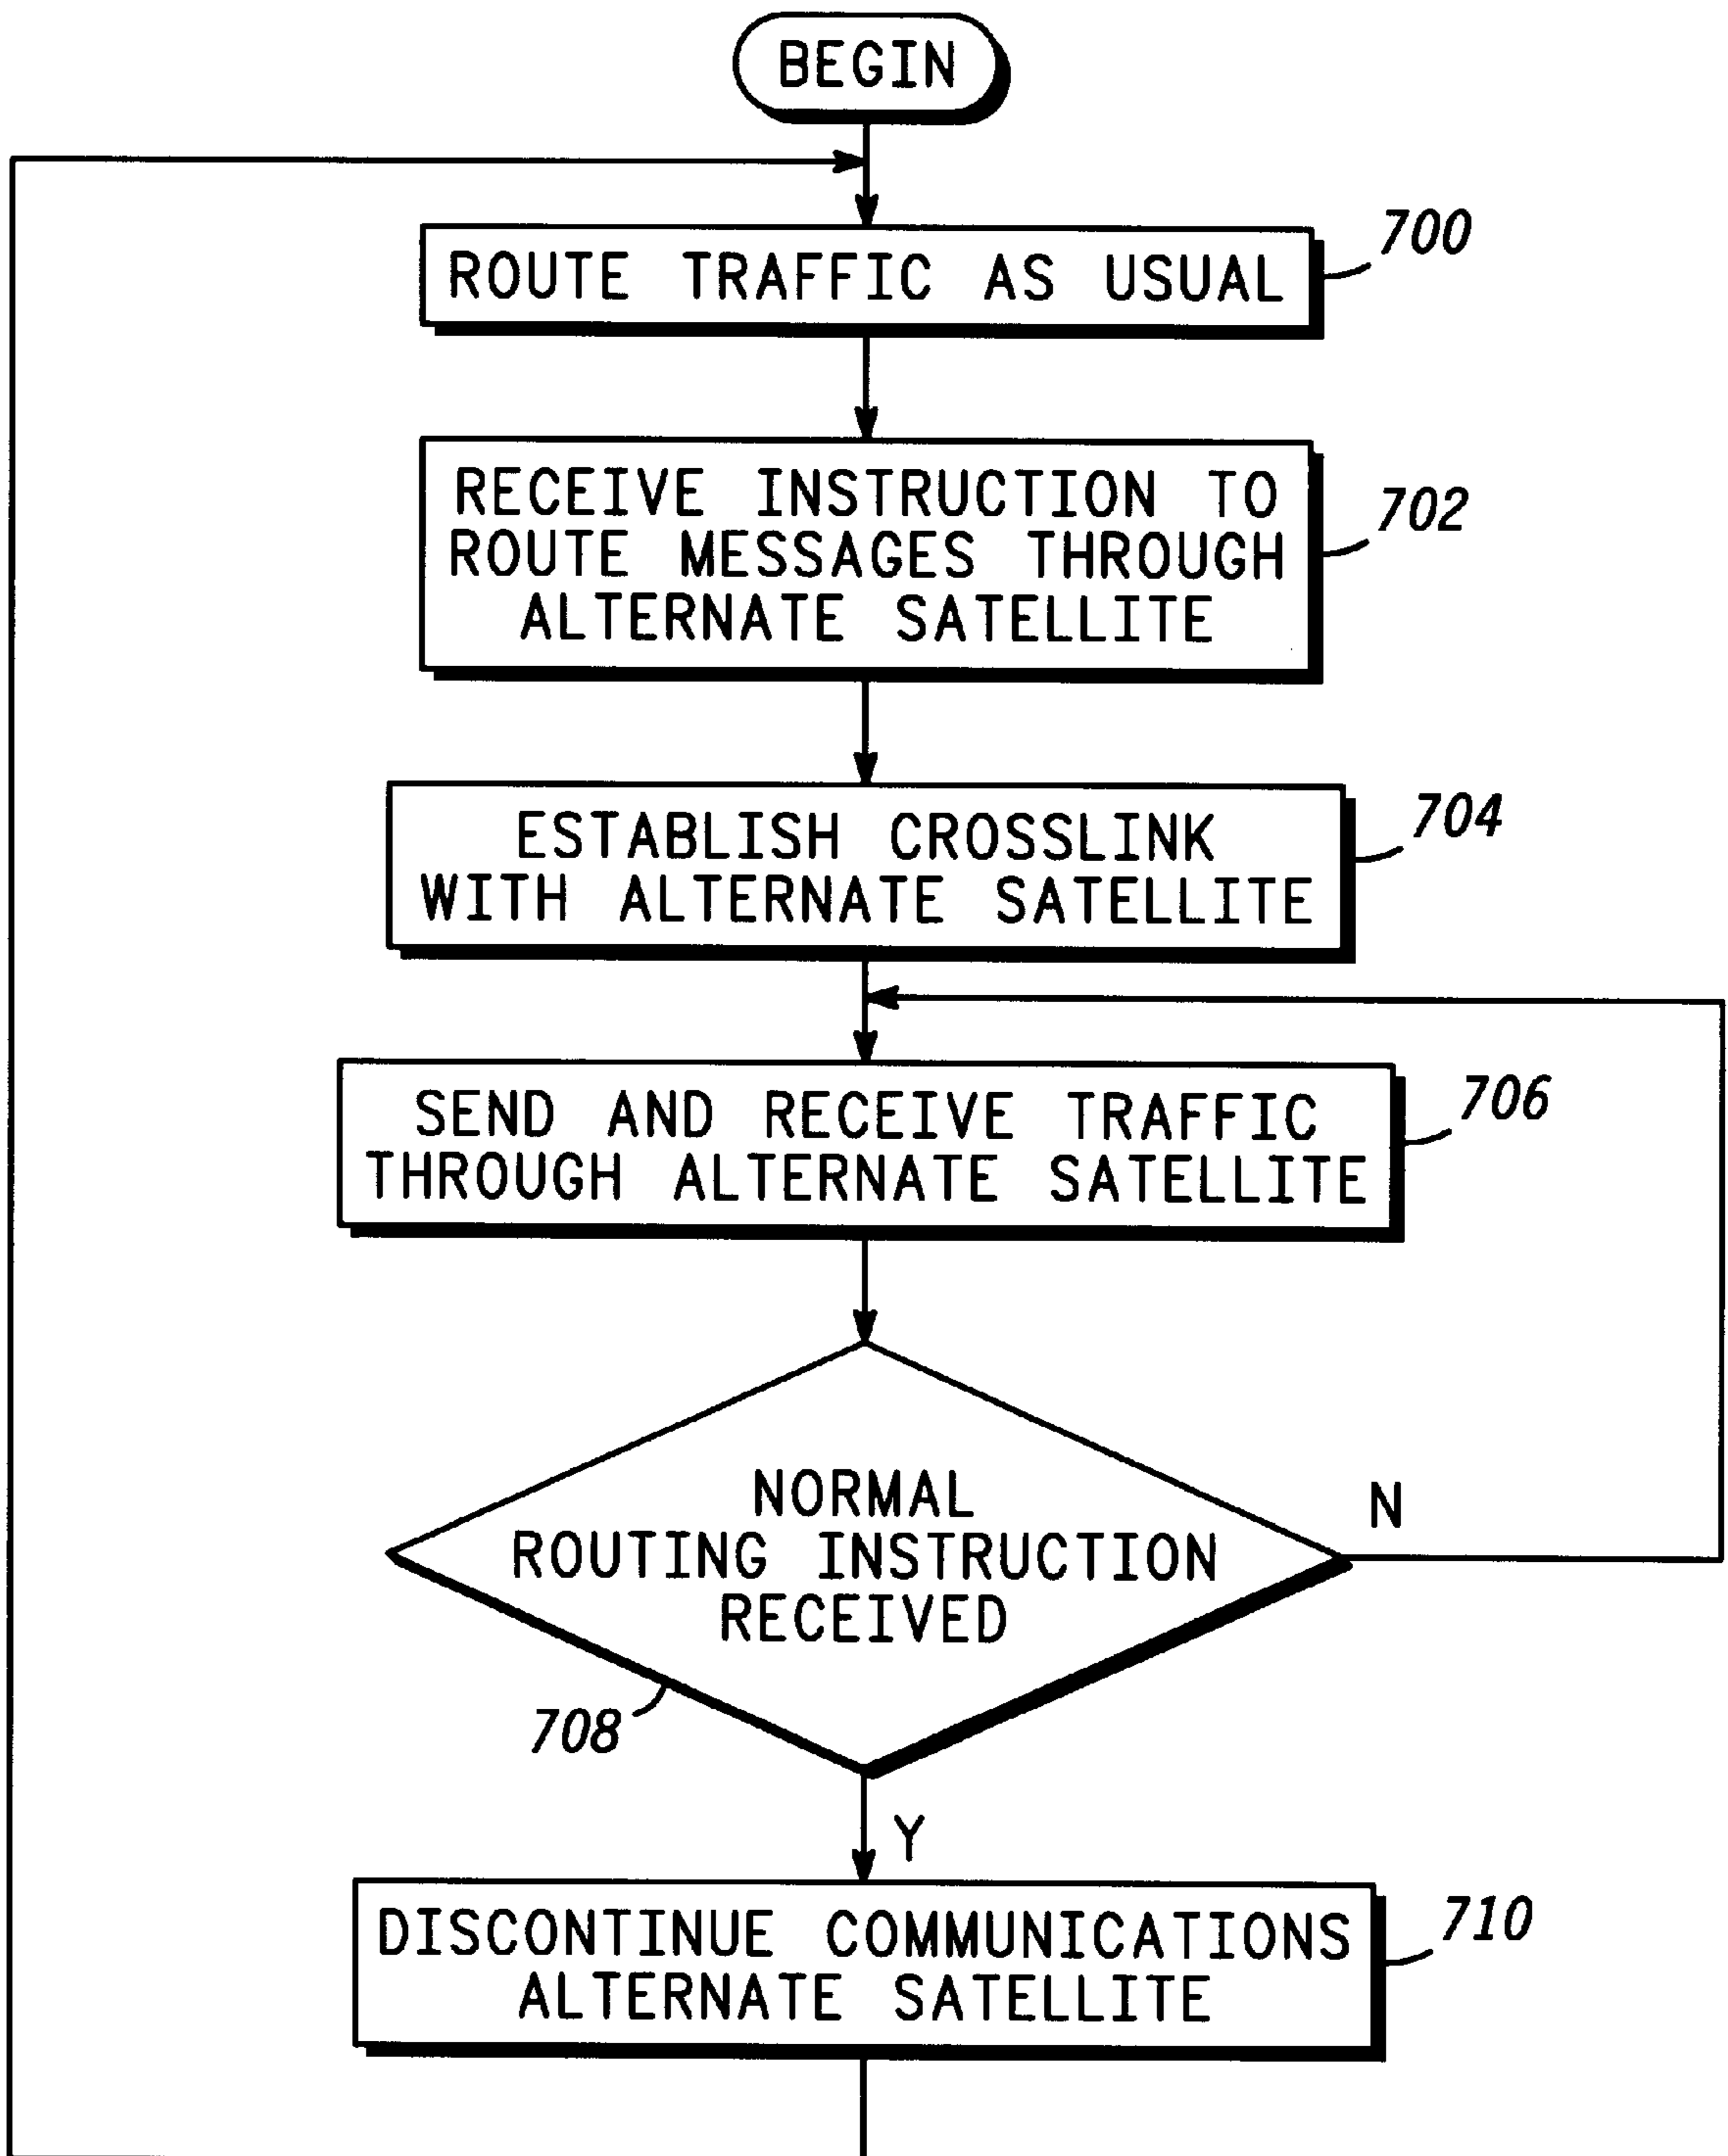 BEGIN
ROUTE TRAFFIC AS USUAL
700
RECEIVE INSTRUCTION TO
ROUTE MESSAGES THROUGH
ALTERNATE SATELLITE
702
ESTABLISH CROSSLINK
WITH ALTERNATE SATELLITE
704
SEND AND RECEIVE TRAFFIC
THROUGH ALTERNATE SATELLITE
706
NORMAL
ROUTING INSTRUCTION
RECEIVED
N
708
Y
DISCONTINUE COMMUNICATIONS
ALTERNATE SATELLITE
710